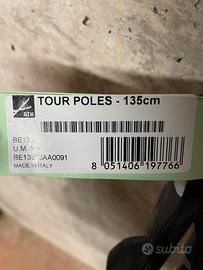 ATK
TOUR POLES - 135cm
U.M.
MADE IN ITALY
8 051406 197766
subito